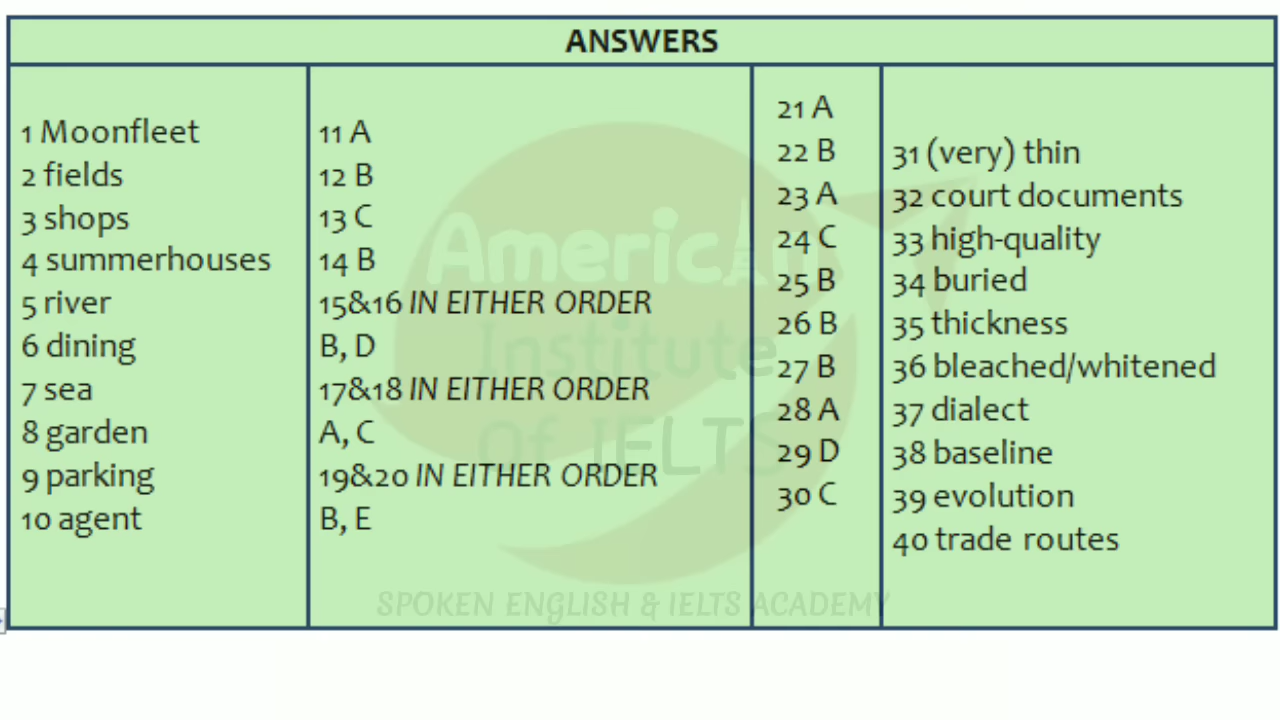 ANSWERS
1 Moonfleet
2 fields
3 shops
4 summerhouses
5 river
6 dining
7 sea
8 garden
9 parking
10 agent
11 A
12 B
13 C
14 B
15&16 IN EITHER ORDER
B, D
17&18 IN EITHER ORDER
A, C
19&20 IN EITHER ORDER
B, E
21 A
22 B
23 A
24 C
25 B
26 B
27 B
28 A
29 D
30 C
31 (very) thin
32 court documents
33 high-quality
34 buried
35 thickness
36 bleached/whitened
37 dialect
38 baseline
39 evolution
40 trade routes
American
Institute
Of IELTS
SPOKEN ENGLISH & IELTS ACADEMY